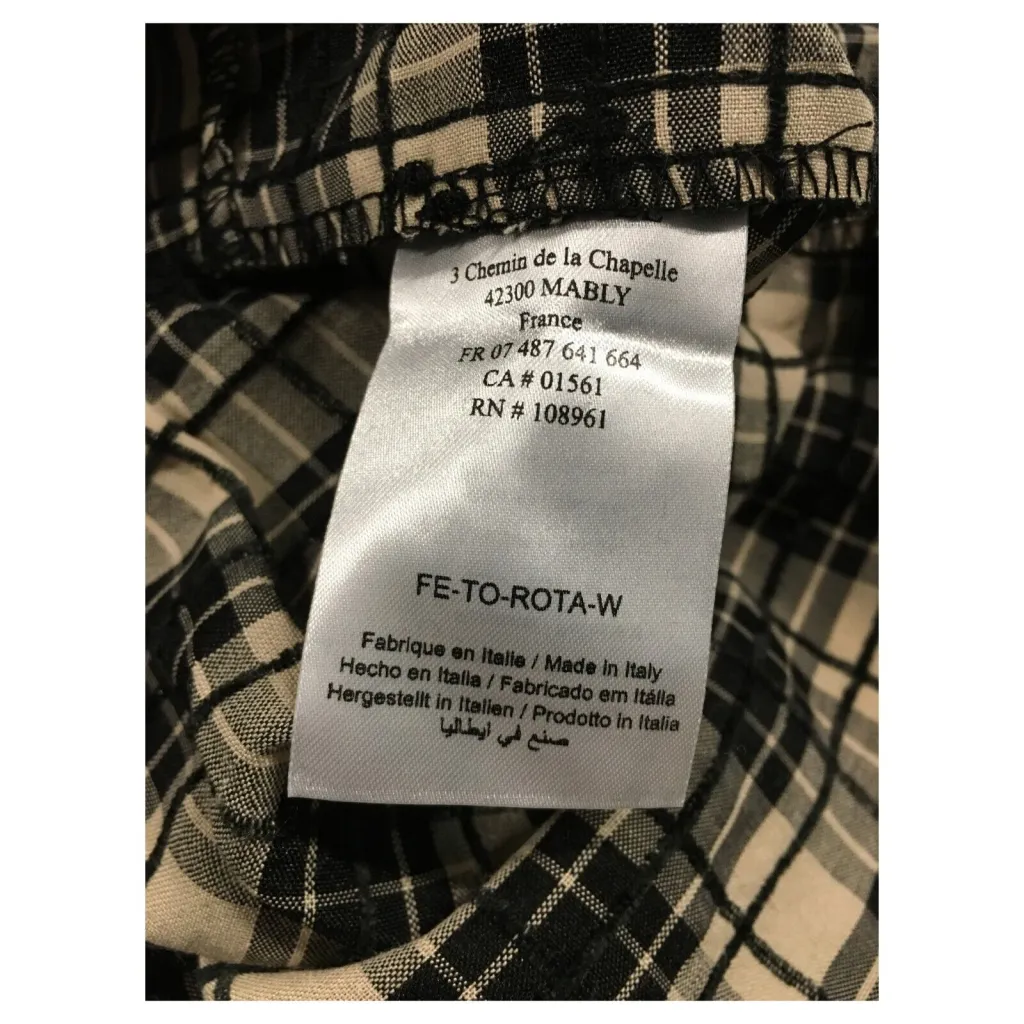 3 Chemin de la Chapelle
42300 MABLY
France
FR 07 487 641 664
CA # 01561
RN # 108961
FE-TO-ROTA-W
Fabrique en Italie / Made in Italy
Hecho en Italia / Fabricado em Itália
Hergestellt in Italien / Prodotto in Italia
صنع في ايطاليا